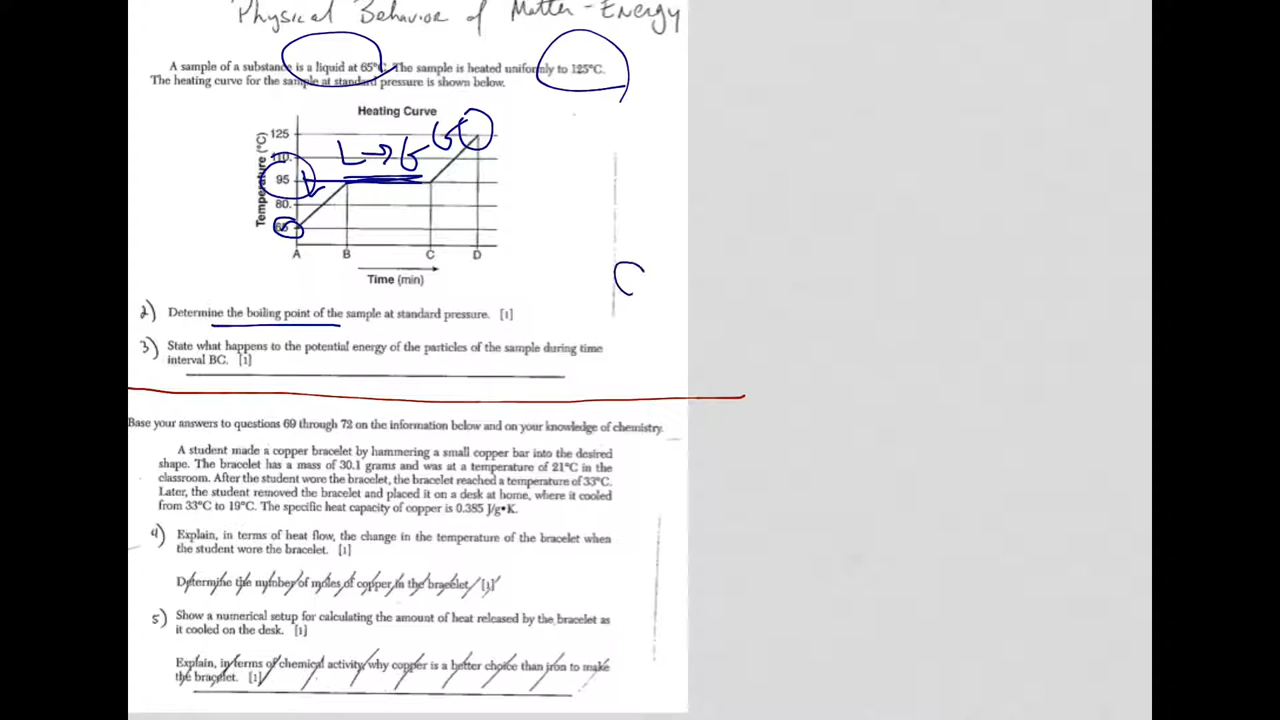 Physical Behavior of Matter - Energy
A sample of a substance is a liquid at 65°C. The sample is heated uniformly to 125°C.
The heating curve for the sample at standard pressure is shown below.
Heating Curve
Temperature (°C)
125
110.
95
80.
65
L → G
G
A
B
C
D
Time (min)
2) Determine the boiling point of the sample at standard pressure. [1]
3) State what happens to the potential energy of the particles of the sample during time
interval BC. [1]
Base your answers to questions 69 through 72 on the information below and on your knowledge of chemistry.
A student made a copper bracelet by hammering a small copper bar into the desired
shape. The bracelet has a mass of 30.1 grams and was at a temperature of 21°C in the
classroom. After the student wore the bracelet, the bracelet reached a temperature of 33°C.
Later, the student removed the bracelet and placed it on a desk at home, where it cooled
from 33°C to 19°C. The specific heat capacity of copper is 0.385 J/g•K.
4) Explain, in terms of heat flow, the change in the temperature of the bracelet when
the student wore the bracelet. [1]
Determine the number of moles of copper in the bracelet. [1]
5) Show a numerical setup for calculating the amount of heat released by the bracelet as
it cooled on the desk. [1]
Explain, in terms of chemical activity, why copper is a better choice than iron to make
the bracelet. [1]